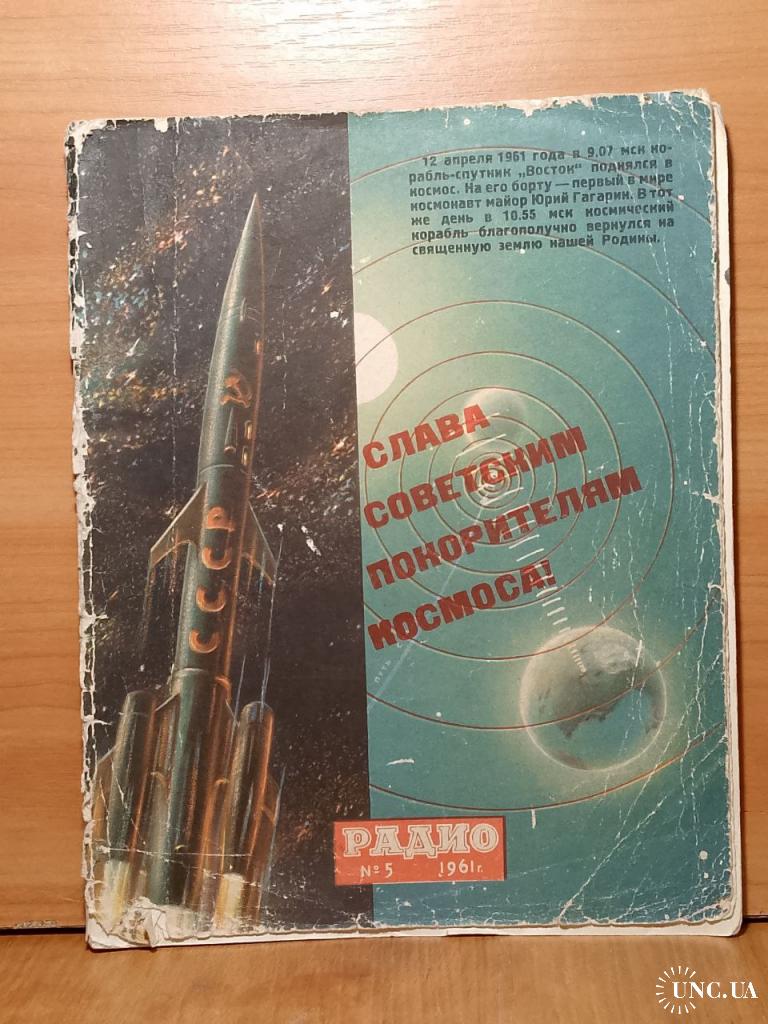 12 апреля 1961 года в 9.07 мск ко-
рабль-спутник „Восток“ поднялся в
космос. На его борту — первый в мире
космонавт майор Юрий Гагарин. В тот
же день в 10.55 мск космический
корабль благополучно вернулся на
священную землю нашей Родины.
СЛАВА
СОВЕТСКИМ
ПОКОРИТЕЛЯМ
КОСМОСА!
СССР
ПУТЬ
РАДИО
№ 5 1961 г.
UNC.UA